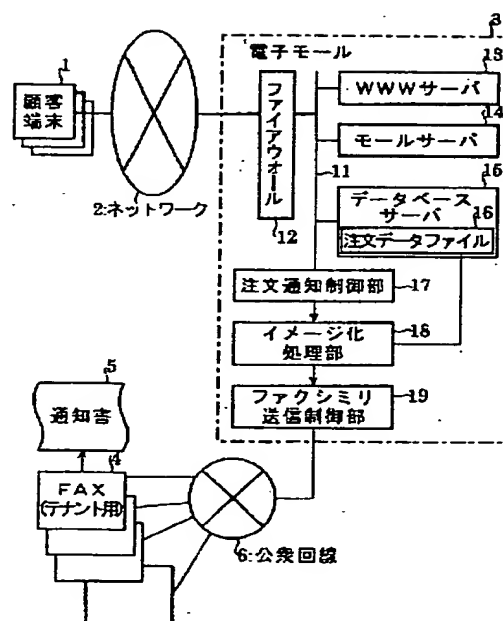 3
電子モール
13
WWWサーバ
14
モールサーバ
15
データベース
サーバ
16
注文データファイル
11
ファイアウォール
12
1
顧客
端末
2:ネットワーク
注文通知制御部
17
イメージ化
処理部
18
ファクシミリ
送信制御部
19
5
通知書
4
FAX
(テナント用)
6:公衆回線